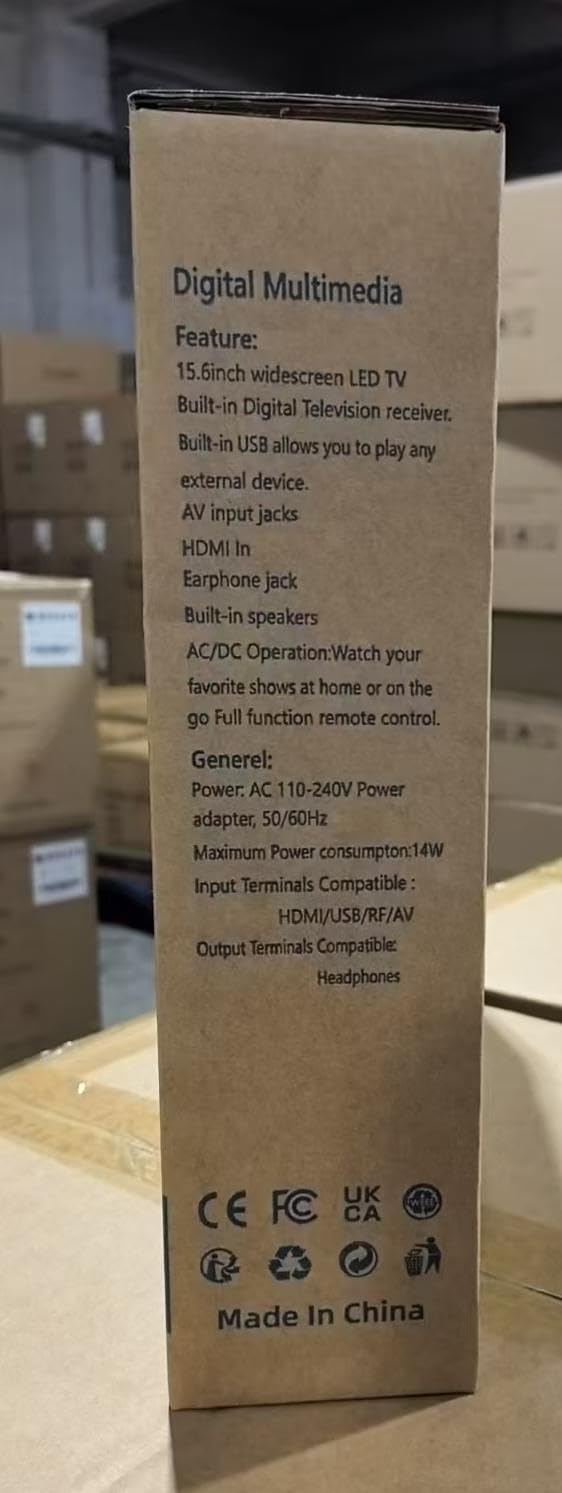 Digital Multimedia
Feature:
15.6inch widescreen LED TV
Built-in Digital Television receiver.
Built-in USB allows you to play any
external device.
AV input jacks
HDMI In
Earphone jack
Built-in speakers
AC/DC Operation:Watch your
favorite shows at home or on the
go Full function remote control.
Generel:
Power: AC 110-240V Power
adapter, 50/60Hz
Maximum Power consumpton:14W
Input Terminals Compatible :
HDMI/USB/RF/AV
Output Terminals Compatible:
Headphones
CE FC UK
CA
Made In China